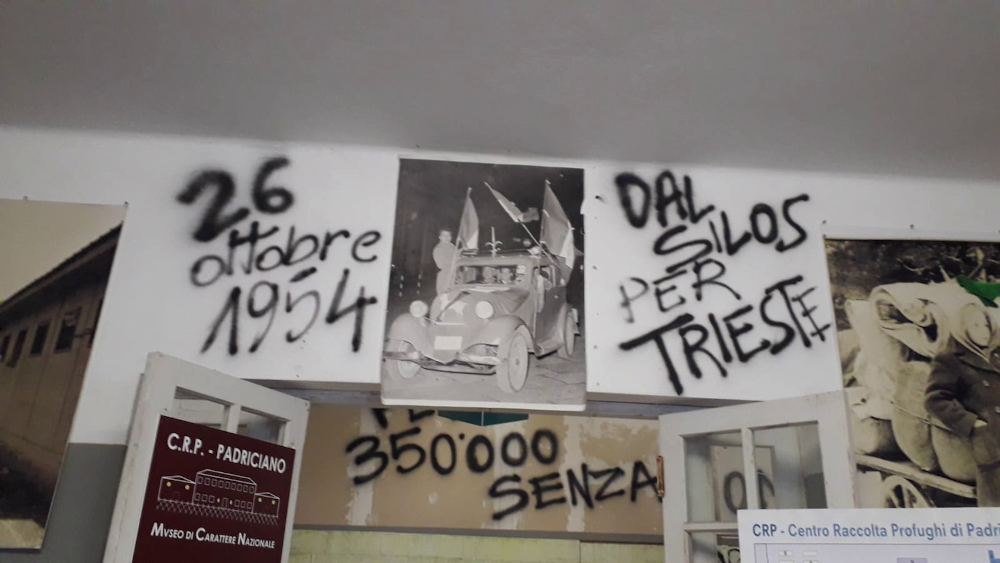 26
ottobre
1954
DAL
SILOS
PER
TRIESTE
350.000
SENZA
C.R.P. - PADRICIANO
MUSEO DI CARATTERE NAZIONALE
CRP - Centro Raccolta Profughi di Padri